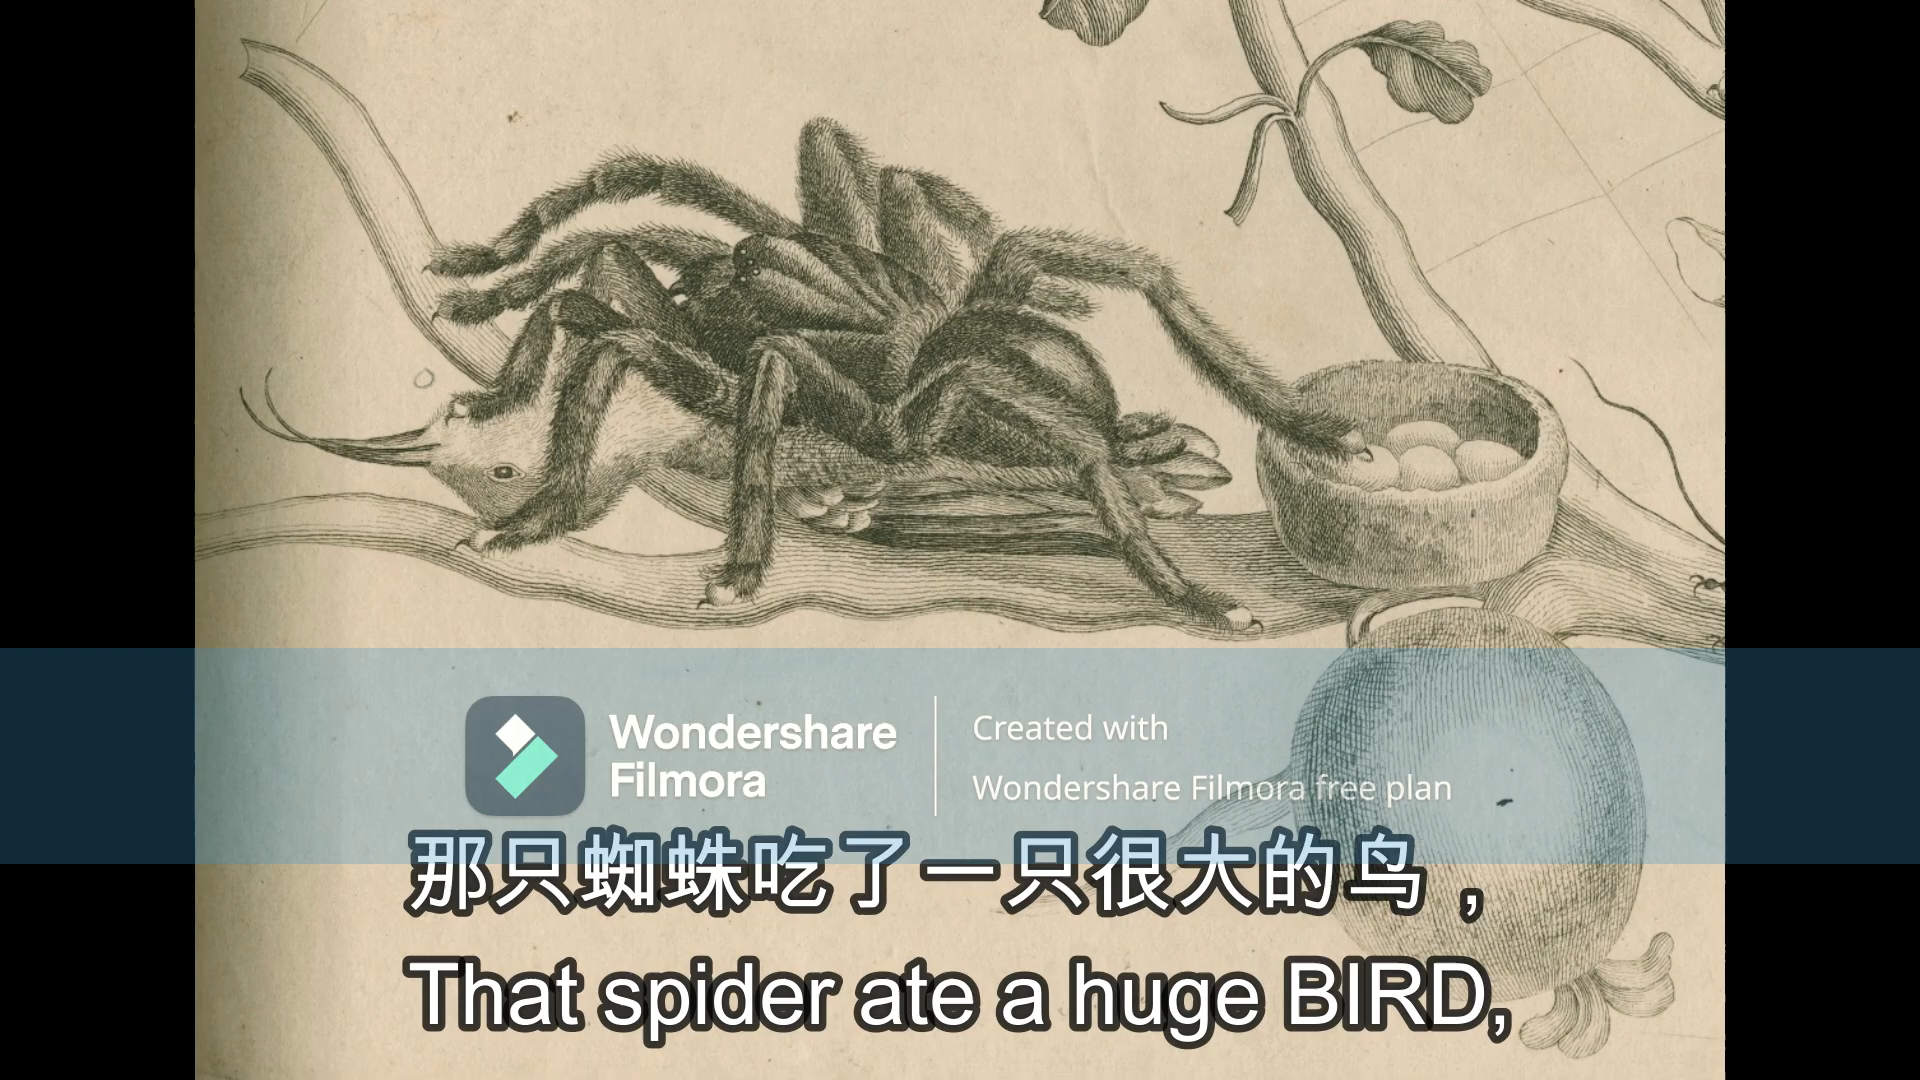 Wondershare
Filmora
Created with
Wondershare Filmora free plan
那只蜘蛛吃了一只很大的鸟，
That spider ate a huge BIRD,